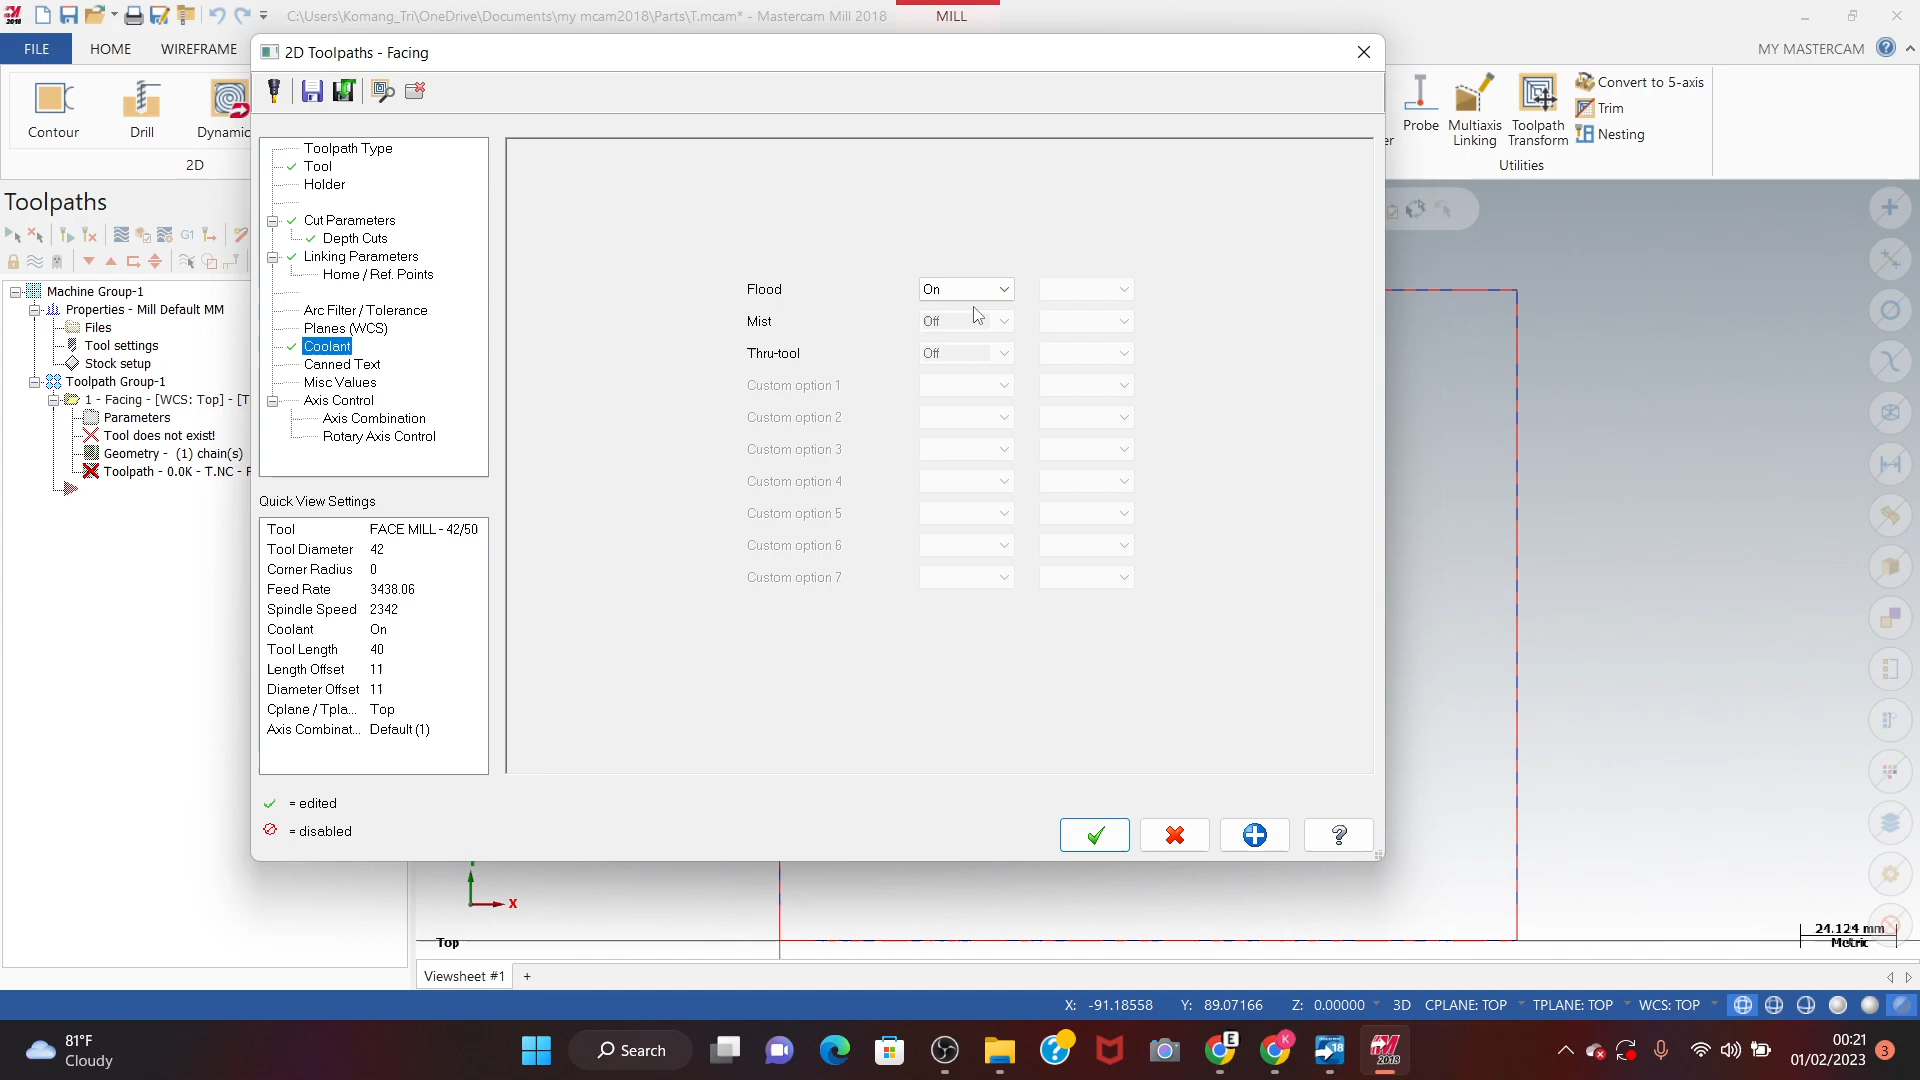 C:\Users\Komang_Tri\OneDrive\Documents\my mcam2018\Parts\T.mcam* - Mastercam Mill 2018
MILL
FILE
HOME
WIREFRAME
MY MASTERCAM
2D Toolpaths - Facing
Contour
Drill
Dynamic
2D
Probe
Multiaxis Linking
Toolpath Transform
Convert to 5-axis
Trim
Nesting
Utilities
Toolpaths
G1
Machine Group-1
Properties - Mill Default MM
Files
Tool settings
Stock setup
Toolpath Group-1
1 - Facing - [WCS: Top] - [T
Parameters
Tool does not exist!
Geometry - (1) chain(s)
Toolpath - 0.0K - T.NC -
Toolpath Type
Tool
Holder
Cut Parameters
Depth Cuts
Linking Parameters
Home / Ref. Points
Arc Filter / Tolerance
Planes (WCS)
Coolant
Canned Text
Misc Values
Axis Control
Axis Combination
Rotary Axis Control
Quick View Settings
Tool FACE MILL - 42/50
Tool Diameter 42
Corner Radius 0
Feed Rate 3438.06
Spindle Speed 2342
Coolant On
Tool Length 40
Length Offset 11
Diameter Offset 11
Cplane / Tpla... Top
Axis Combinat... Default (1)
= edited
= disabled
Flood On
Mist Off
Thru-tool Off
Custom option 1
Custom option 2
Custom option 3
Custom option 4
Custom option 5
Custom option 6
Custom option 7
X
Top
24.124 mm
Metric
Viewsheet #1 +
X: -91.18558 Y: 89.07166 Z: 0.00000 3D CPLANE: TOP TPLANE: TOP WCS: TOP
81°F
Cloudy
Search
E
K
18
2018
00:21
01/02/2023
3